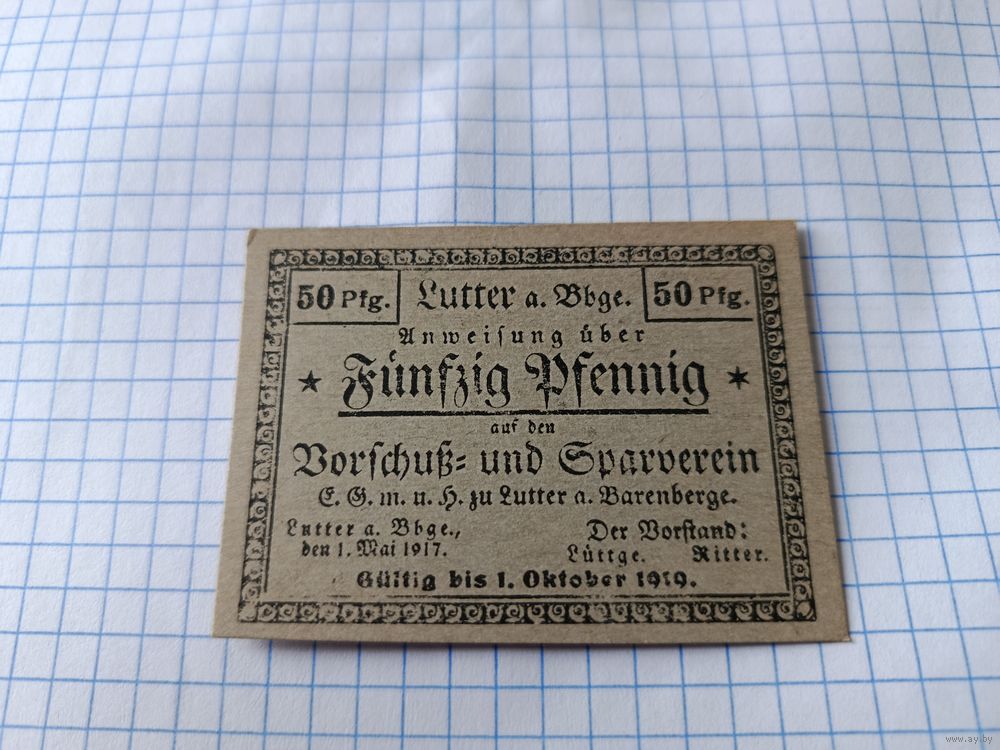 50 Pfg. Lutter a. Bbge. 50 Pfg.
Anweisung über
Fünfzig Pfennig
auf den
Vorschuß- und Sparverein
E. G. m. u. H. zu Lutter a. Barenberge.
Lutter a. Bbge.,
den 1. Mai 1917.
Der Vorstand:
Lüttge. Ritter.
Gültig bis 1. Oktober 1919.
www.ay.by